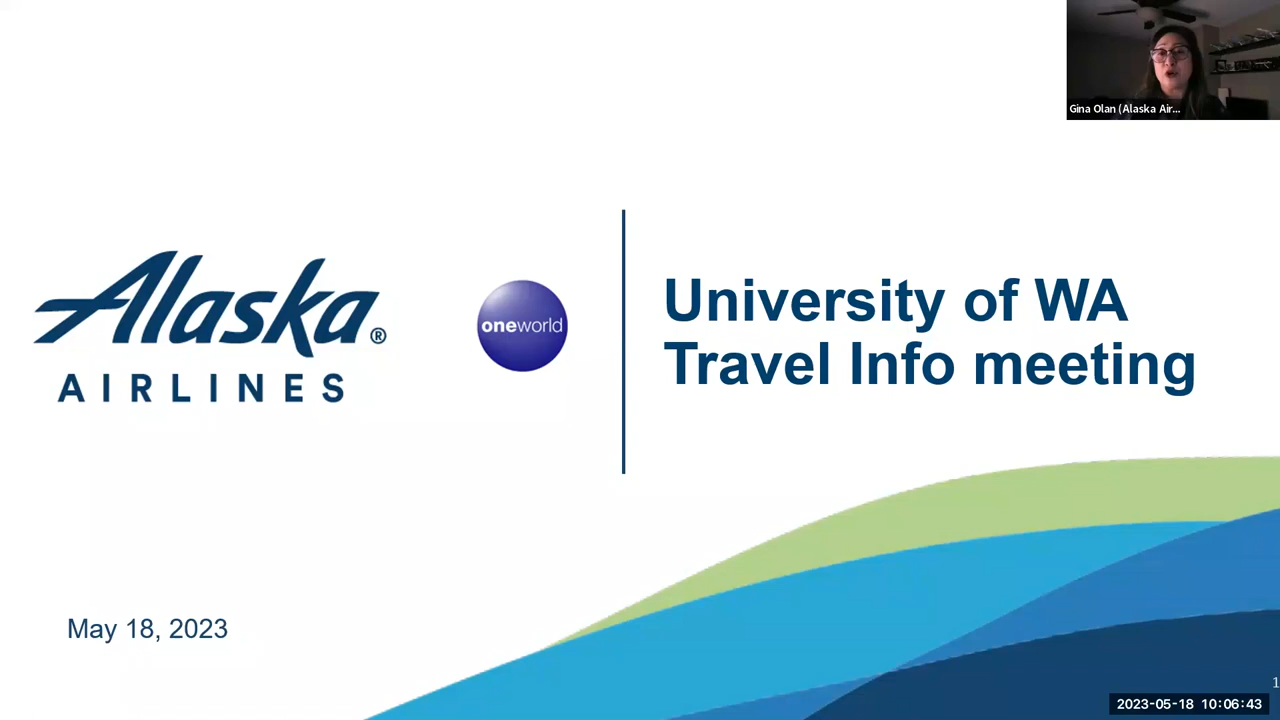 Gina Olan (Alaska Air...
Alaska®
AIRLINES
oneworld
University of WA
Travel Info meeting
May 18, 2023
1
2023-05-18 10:06:43